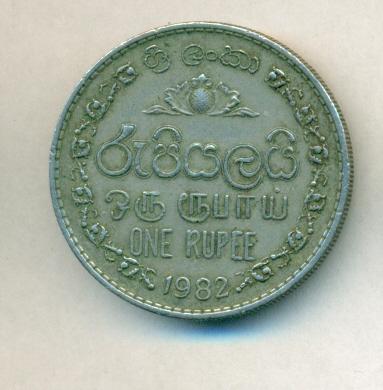 ශ්‍රී ලංකා
රුපියලයි
ஒரு ரூபாய்
ONE RUPEE
1982